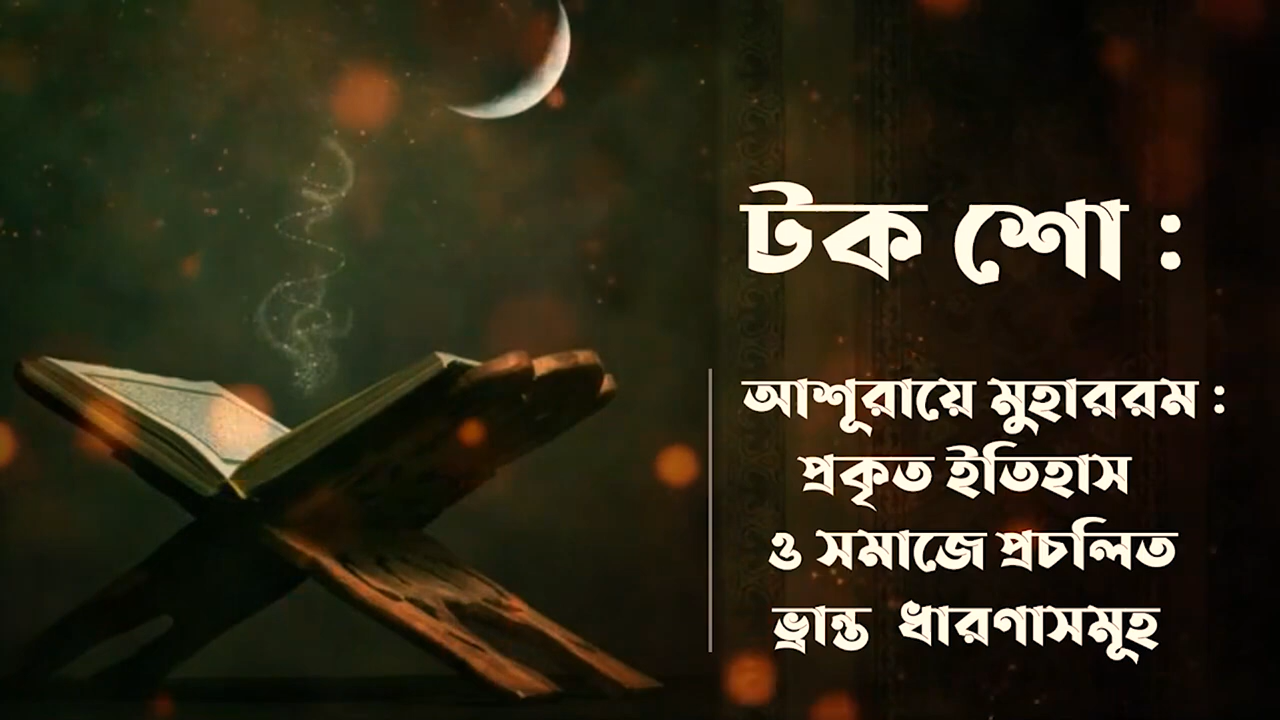 টক শো :
আশূরায়ে মুহাররম :
প্রকৃত ইতিহাস
ও সমাজে প্রচলিত
ভ্রান্ত ধারণাসমূহ